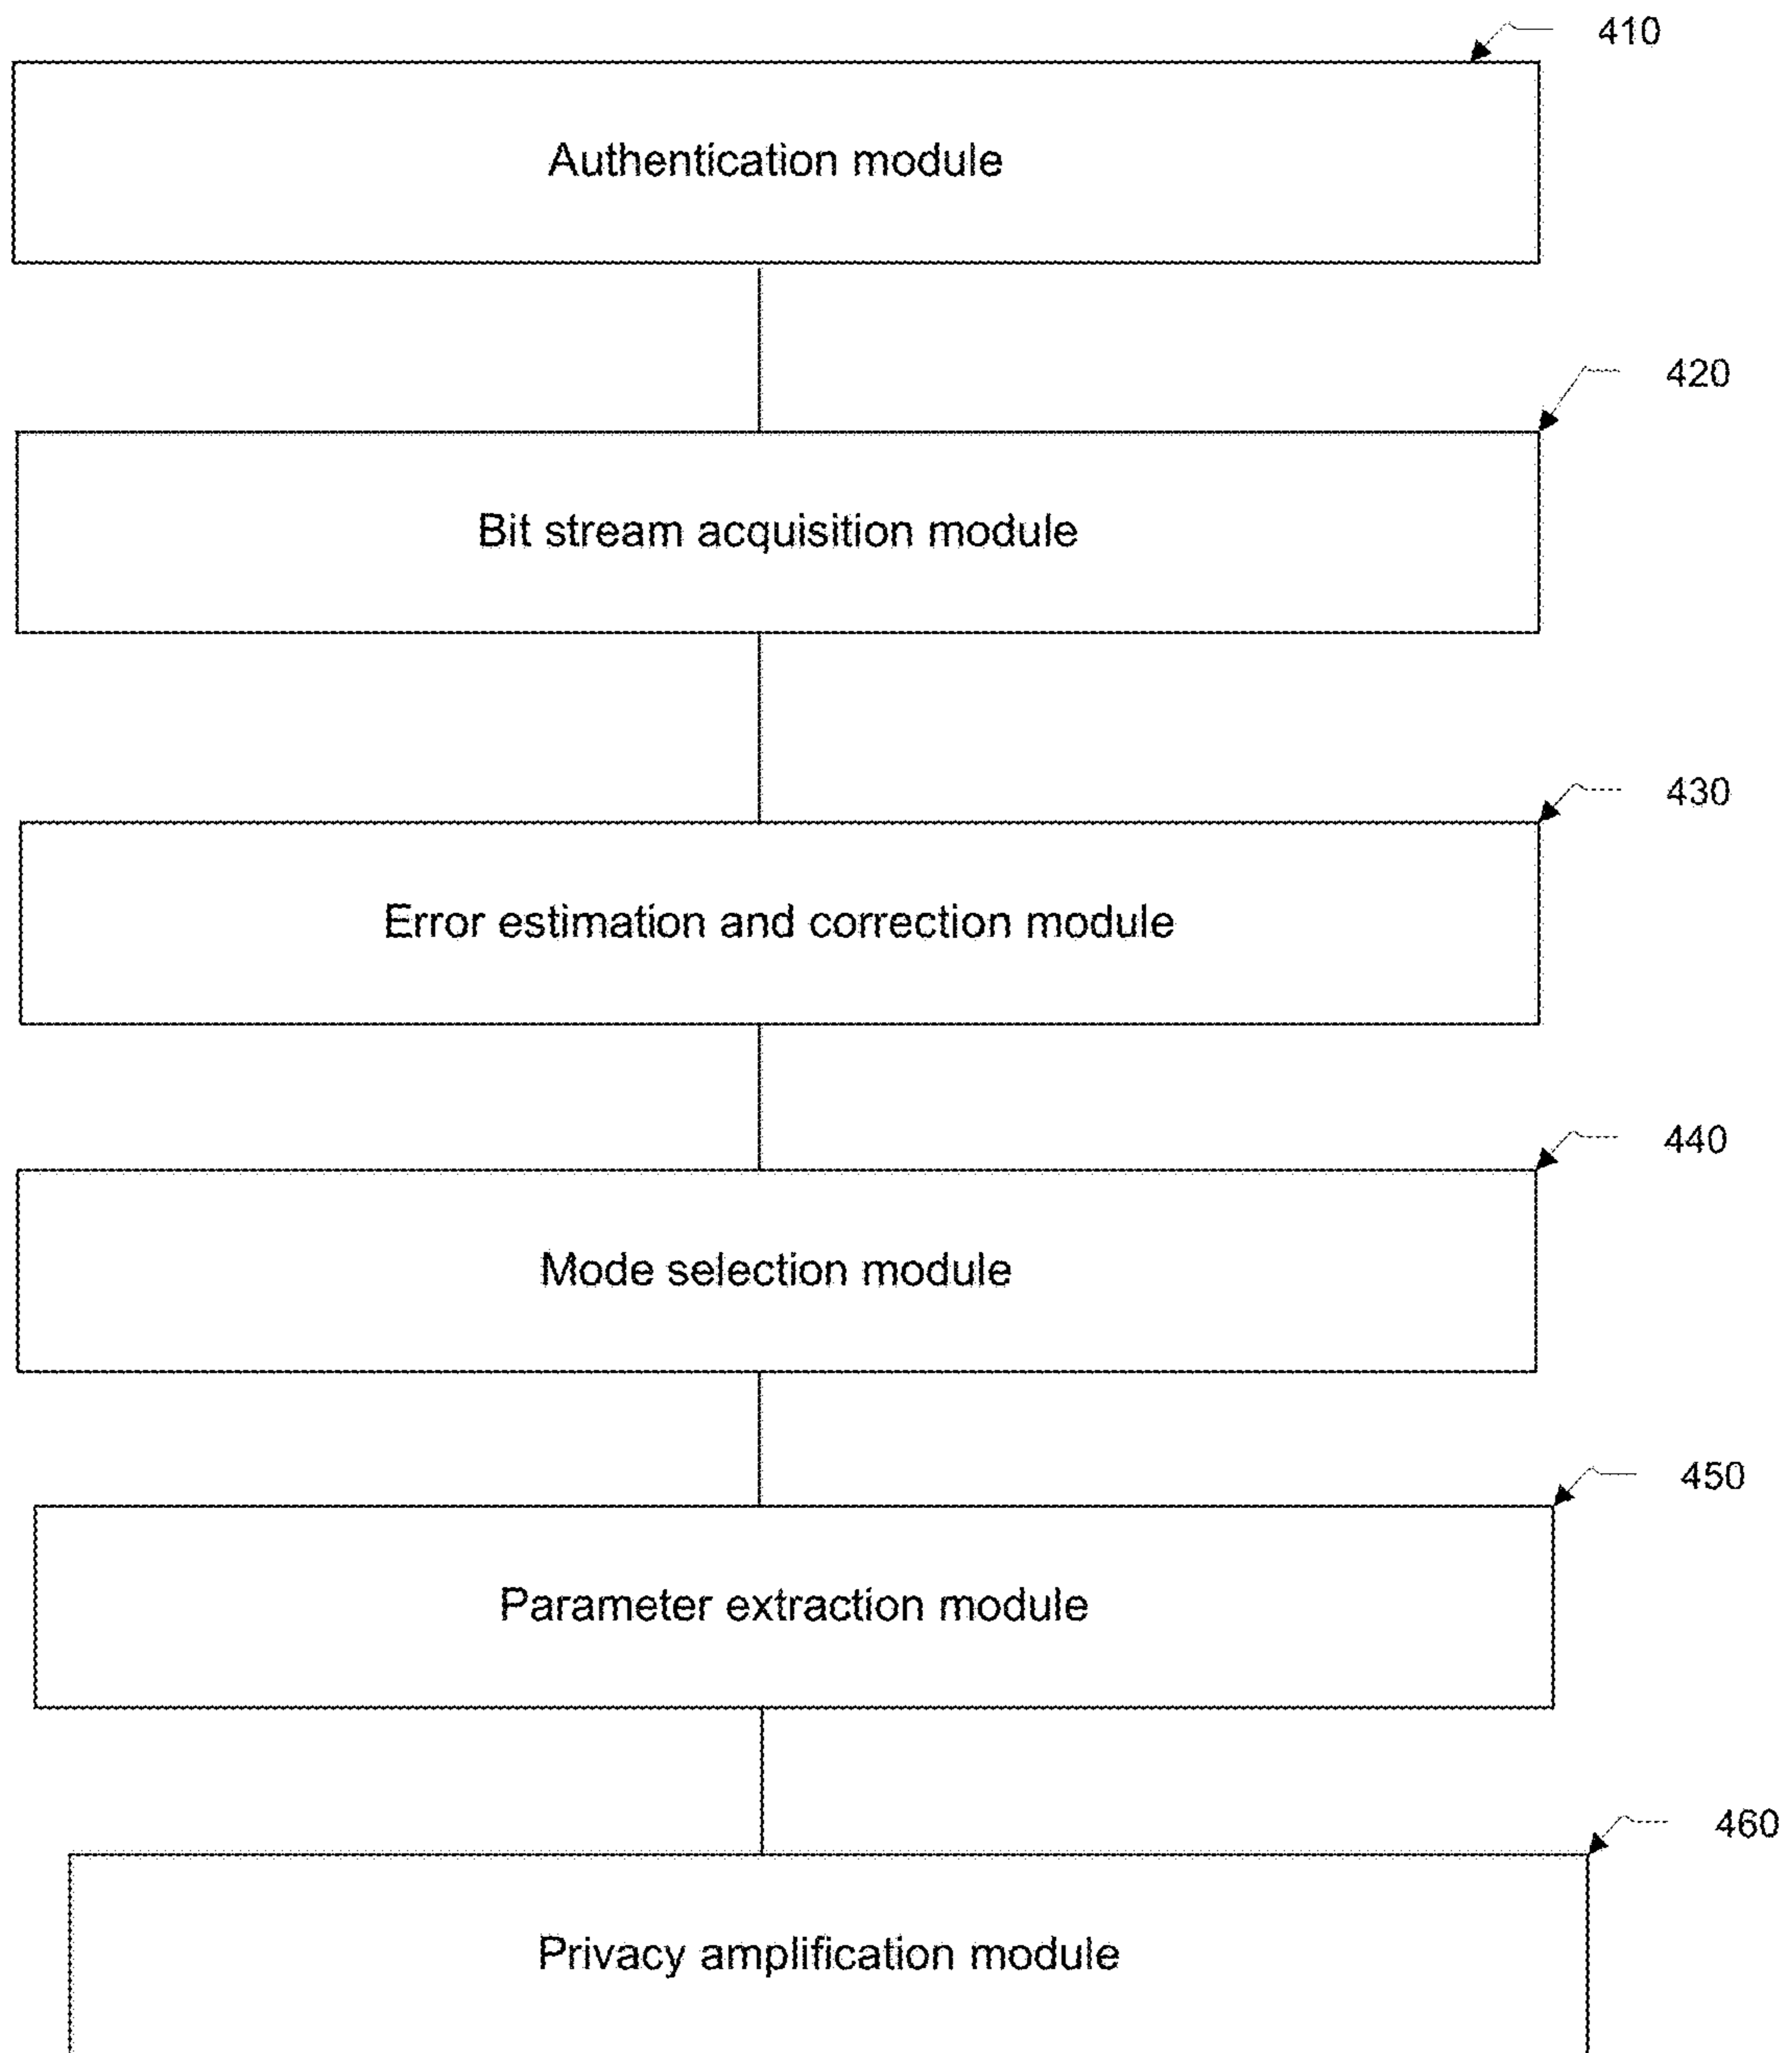 410
Authentication module
420
Bit stream acquisition module
430
Error estimation and correction module
440
Mode selection module
450
Parameter extraction module
460
Privacy amplification module